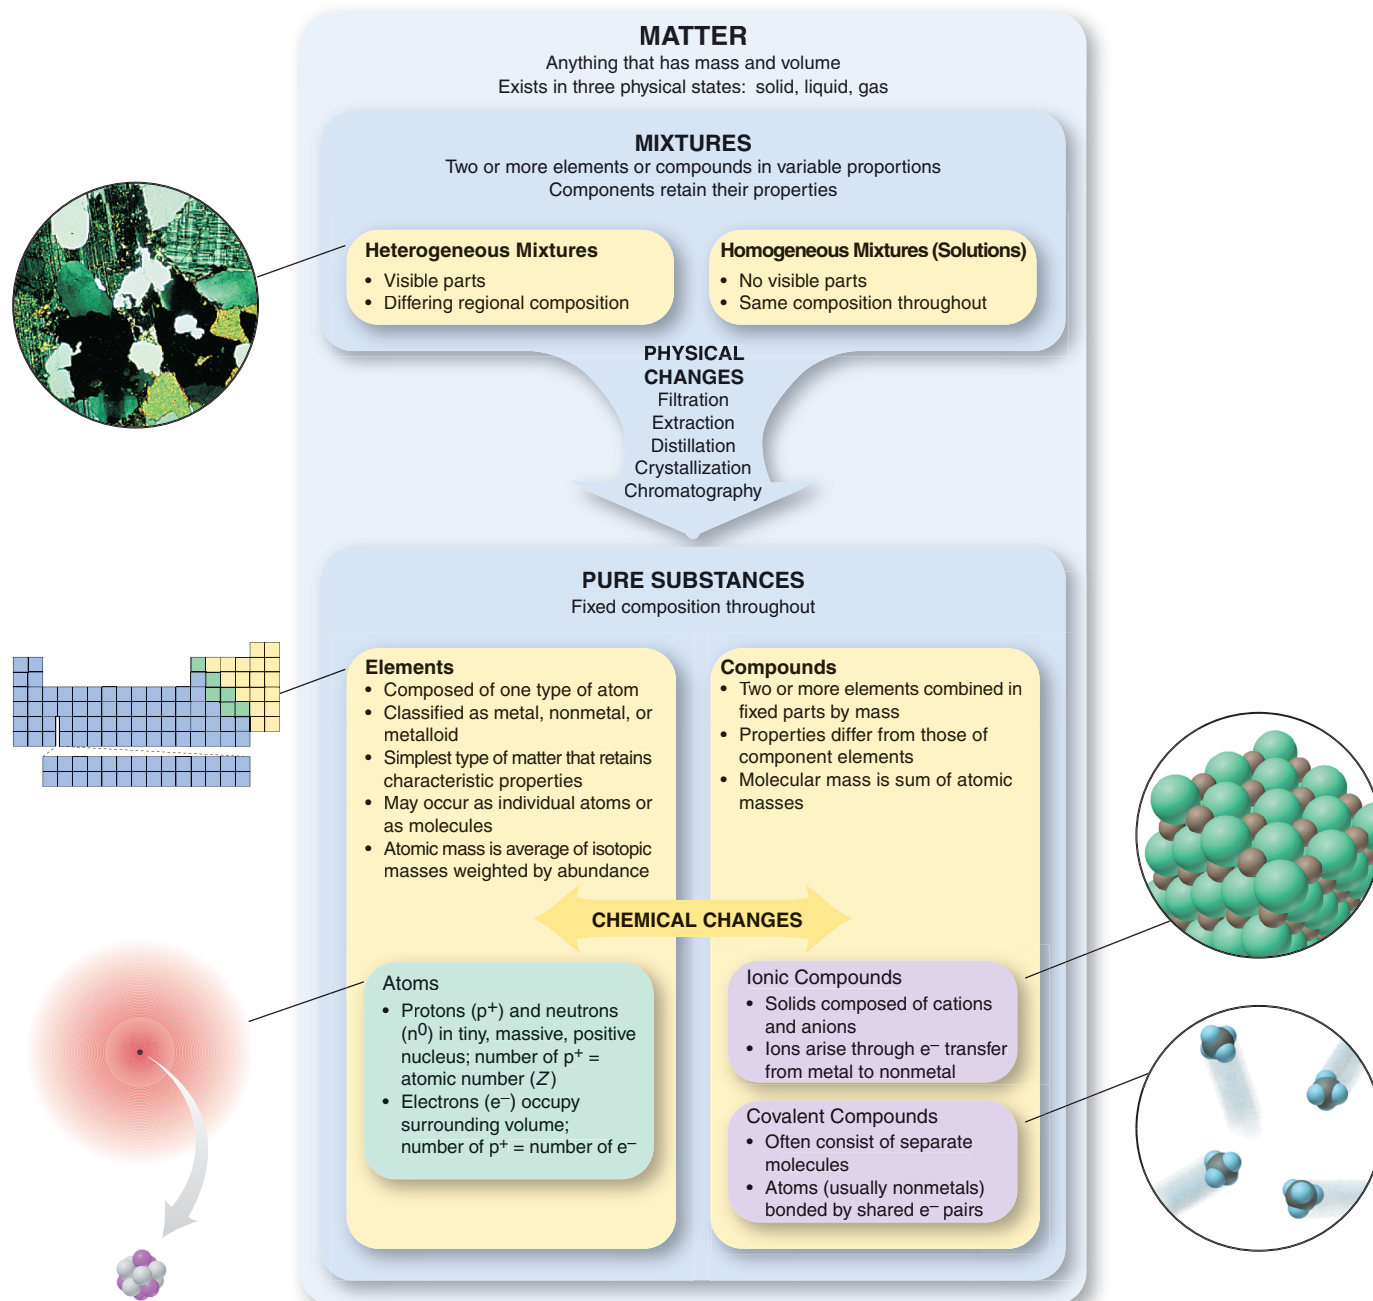 MATTER
Anything that has mass and volume
Exists in three physical states: solid, liquid, gas
MIXTURES
Two or more elements or compounds in variable proportions
Components retain their properties
Heterogeneous Mixtures
• Visible parts
• Differing regional composition
Homogeneous Mixtures (Solutions)
• No visible parts
• Same composition throughout
PHYSICAL
CHANGES
Filtration
Extraction
Distillation
Crystallization
Chromatography
PURE SUBSTANCES
Fixed composition throughout
Elements
• Composed of one type of atom
• Classified as metal, nonmetal, or
metalloid
• Simplest type of matter that retains
characteristic properties
• May occur as individual atoms or
as molecules
• Atomic mass is average of isotopic
masses weighted by abundance
Compounds
• Two or more elements combined in
fixed parts by mass
• Properties differ from those of
component elements
• Molecular mass is sum of atomic
masses
CHEMICAL CHANGES
Atoms
• Protons (p⁺) and neutrons
(n⁰) in tiny, massive, positive
nucleus; number of p⁺ =
atomic number (Z)
• Electrons (e⁻) occupy
surrounding volume;
number of p⁺ = number of e⁻
Ionic Compounds
• Solids composed of cations
and anions
• Ions arise through e⁻ transfer
from metal to nonmetal
Covalent Compounds
• Often consist of separate
molecules
• Atoms (usually nonmetals)
bonded by shared e⁻ pairs